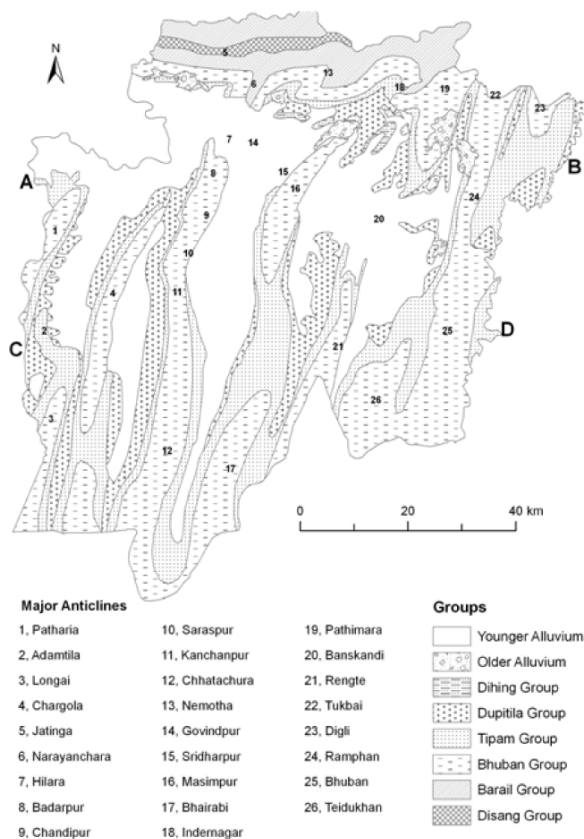 N
5
13
6
18
19
22
23
7
14
A
B
8
15
16
24
1
9
20
10
4
11
2
25
D
C
21
26
3
12
17
0 20 40 km
Major Anticlines
1, Patharia
2, Adamtila
3, Longai
4, Chargola
5, Jatinga
6, Narayanchara
7, Hilara
8, Badarpur
9, Chandipur
10, Saraspur
11, Kanchanpur
12, Chhatachura
13, Nemotha
14, Govindpur
15, Sridharpur
16, Masimpur
17, Bhairabi
18, Indernagar
19, Pathimara
20, Banskandi
21, Rengte
22, Tukbai
23, Digli
24, Ramphan
25, Bhuban
26, Teidukhan
Groups
Younger Alluvium
Older Alluvium
Dihing Group
Dupitila Group
Tipam Group
Bhuban Group
Barail Group
Disang Group